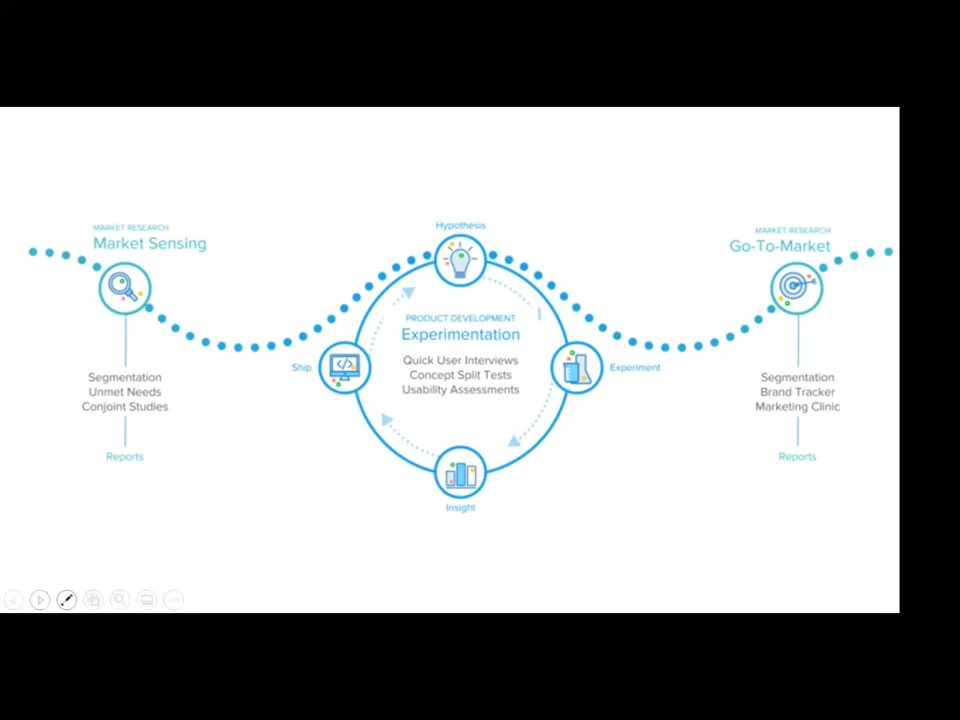 MARKET RESEARCH
Market Sensing
Segmentation
Unmet Needs
Conjoint Studies
Reports
Hypothesis
PRODUCT DEVELOPMENT
Experimentation
Quick User Interviews
Concept Split Tests
Usability Assessments
Ship
Experiment
Insight
MARKET RESEARCH
Go-To-Market
Segmentation
Brand Tracker
Marketing Clinic
Reports